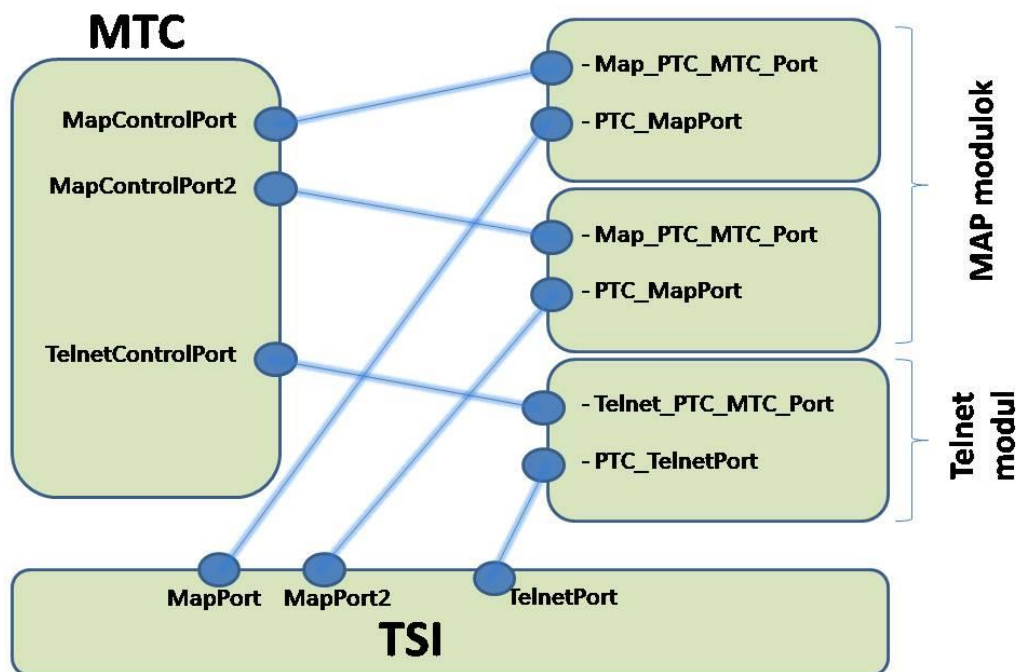 MTC
MapControlPort
MapControlPort2
TelnetControlPort
- Map_PTC_MTC_Port
- PTC_MapPort
- Map_PTC_MTC_Port
- PTC_MapPort
- Telnet_PTC_MTC_Port
- PTC_TelnetPort
MAP modulok
Telnet
modul
MapPort
MapPort2
TelnetPort
TSI